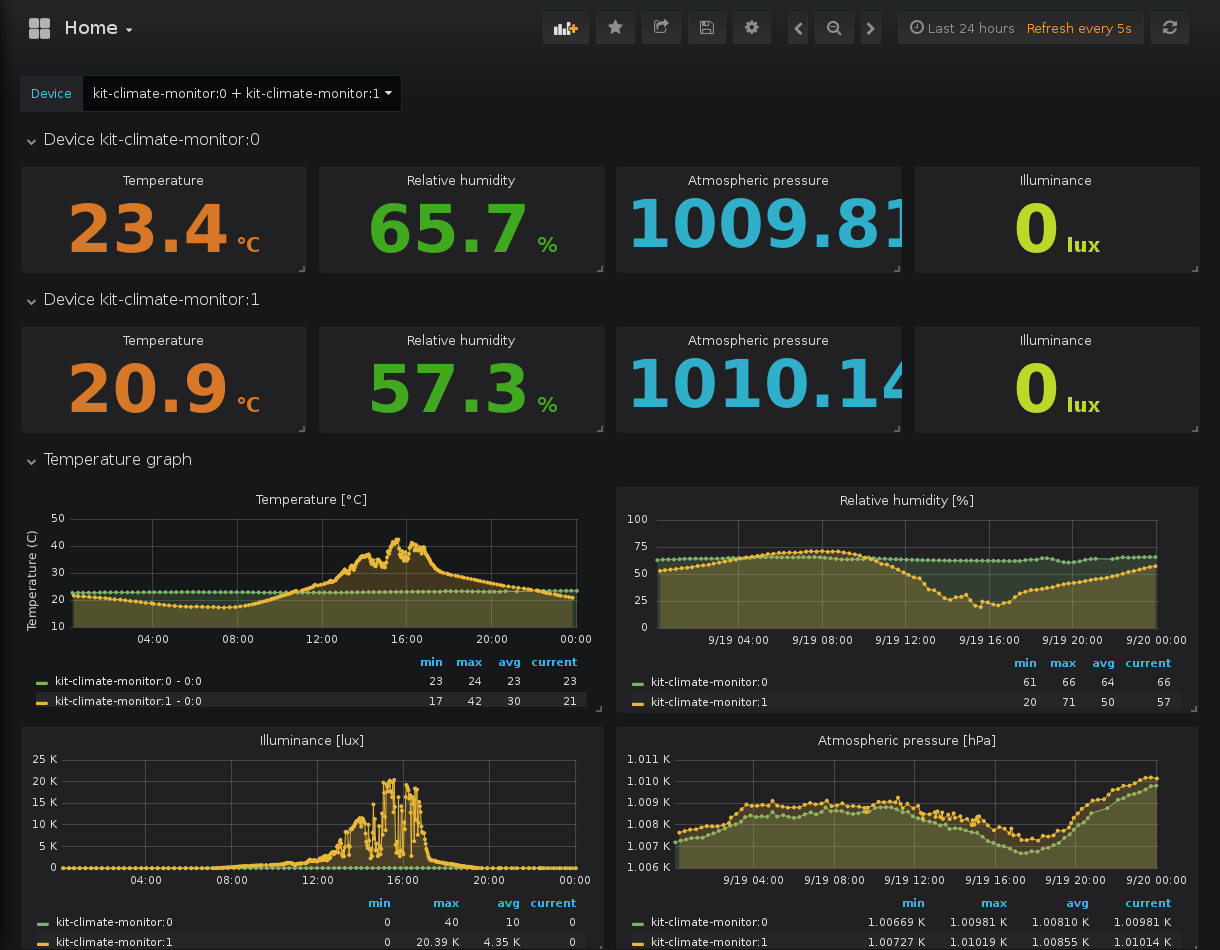 Home
Last 24 hours Refresh every 5s
Device kit-climate-monitor:0 + kit-climate-monitor:1
Device kit-climate-monitor:0
Temperature Relative humidity Atmospheric pressure Illuminance
23.4 °C 65.7 % 1009.81 0 lux
Device kit-climate-monitor:1
Temperature Relative humidity Atmospheric pressure Illuminance
20.9 °C 57.3 % 1010.14 0 lux
Temperature graph
Temperature [°C]
Temperature (C)
50
40
30
20
10
04:00 08:00 12:00 16:00 20:00 00:00
min max avg current
kit-climate-monitor:0 - 0:0 23 24 23 23
kit-climate-monitor:1 - 0:0 17 42 30 21
Relative humidity [%]
100
75
50
25
0
9/19 04:00 9/19 08:00 9/19 12:00 9/19 16:00 9/19 20:00 9/20 00:00
min max avg current
kit-climate-monitor:0 61 66 64 66
kit-climate-monitor:1 20 71 50 57
Illuminance [lux]
25 K
20 K
15 K
10 K
5 K
0
04:00 08:00 12:00 16:00 20:00 00:00
min max avg current
kit-climate-monitor:0 0 40 10 0
kit-climate-monitor:1 0 20.39 K 4.35 K 0
Atmospheric pressure [hPa]
1.011 K
1.010 K
1.009 K
1.008 K
1.007 K
1.006 K
9/19 04:00 9/19 08:00 9/19 12:00 9/19 16:00 9/19 20:00 9/20 00:00
min max avg current
kit-climate-monitor:0 1.00669 K 1.00981 K 1.00810 K 1.00981 K
kit-climate-monitor:1 1.00727 K 1.01019 K 1.00855 K 1.01014 K